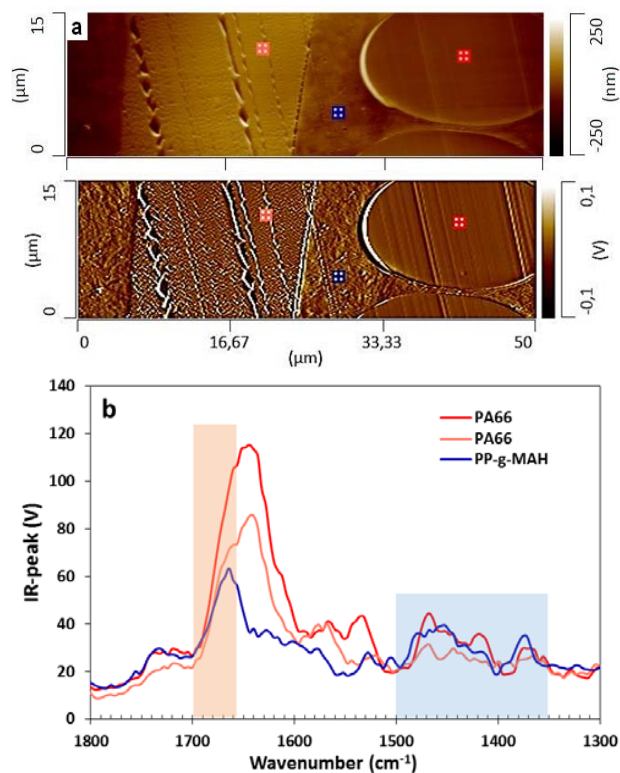 a
15
0
(µm)
250
-250
(nm)
15
0
(µm)
0,1
-0,1
(V)
0 16,67 33,33 50
(µm)
b
140
120
100
80
60
40
20
0
IR-peak (V)
PA66
PA66
PP-g-MAH
1800 1700 1600 1500 1400 1300
Wavenumber (cm⁻¹)